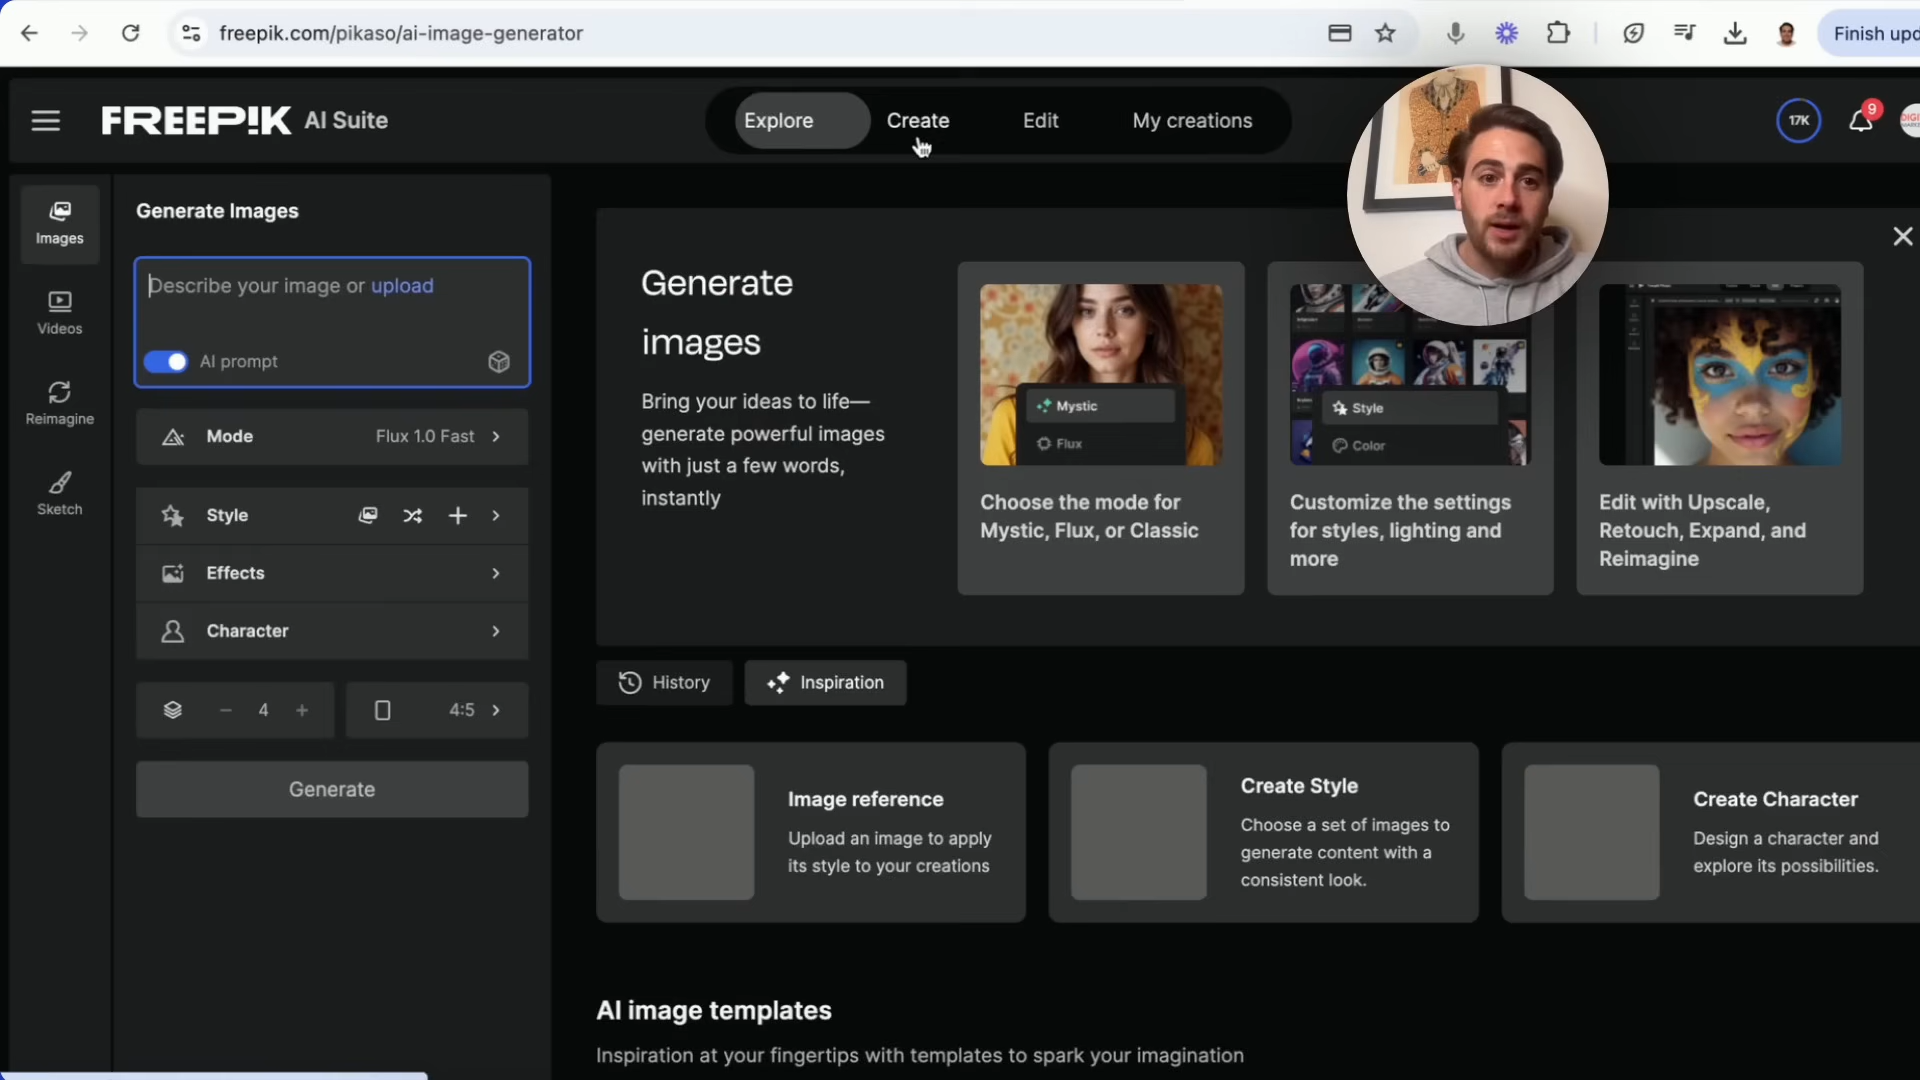 freepik.com/pikaso/ai-image-generator
Finish upd
FREEP!K AI Suite
Explore
Create
Edit
My creations
17K
9
DIGI
MARKE
Images
Videos
Reimagine
Sketch
Generate Images
Describe your image or upload
AI prompt
Mode
Flux 1.0 Fast
Style
Effects
Character
4
4:5
Generate
Generate
images
Bring your ideas to life—
generate powerful images
with just a few words,
instantly
Mystic
Flux
Choose the mode for
Mystic, Flux, or Classic
Style
Color
Customize the settings
for styles, lighting and
more
Edit with Upscale,
Retouch, Expand, and
Reimagine
History
Inspiration
Image reference
Upload an image to apply
its style to your creations
Create Style
Choose a set of images to
generate content with a
consistent look.
Create Character
Design a character and
explore its possibilities.
AI image templates
Inspiration at your fingertips with templates to spark your imagination